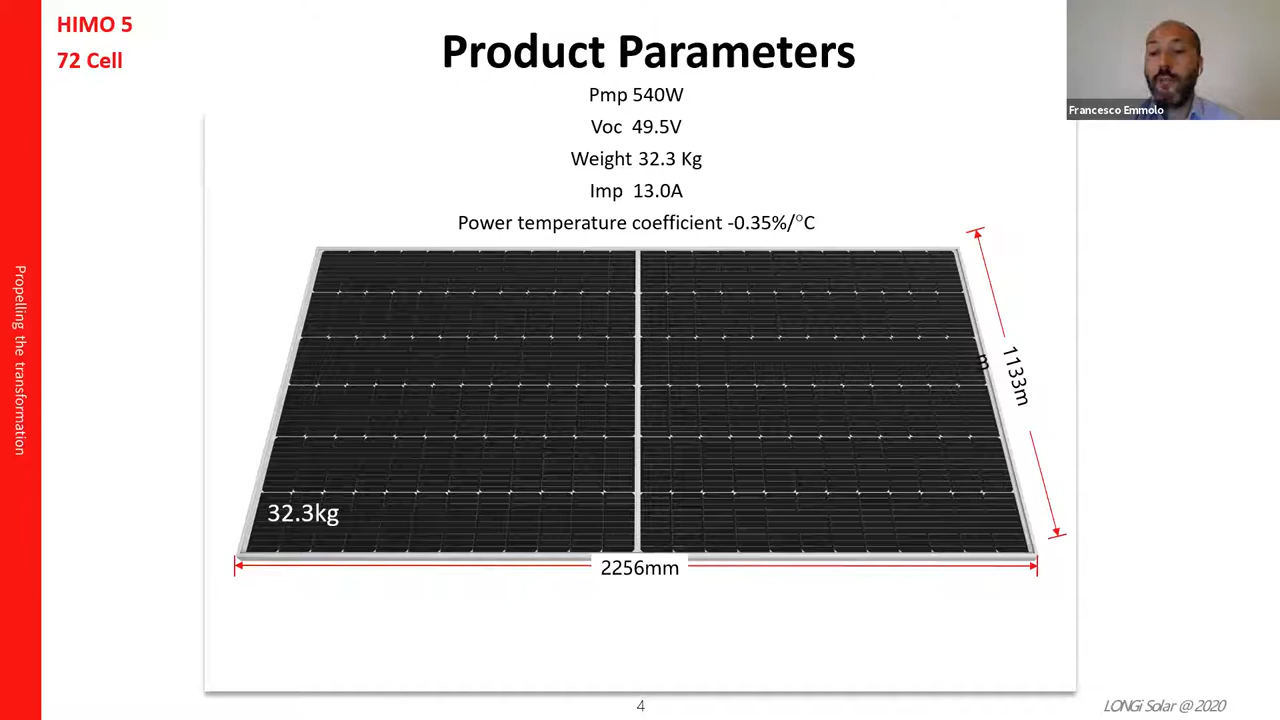 HIMO 5
72 Cell
Product Parameters
Pmp 540W
Voc 49.5V
Weight 32.3 Kg
Imp 13.0A
Power temperature coefficient -0.35%/°C
Francesco Emmolo
Propelling the transformation
1133m
m
32.3kg
2256mm
4
LONGi Solar @ 2020